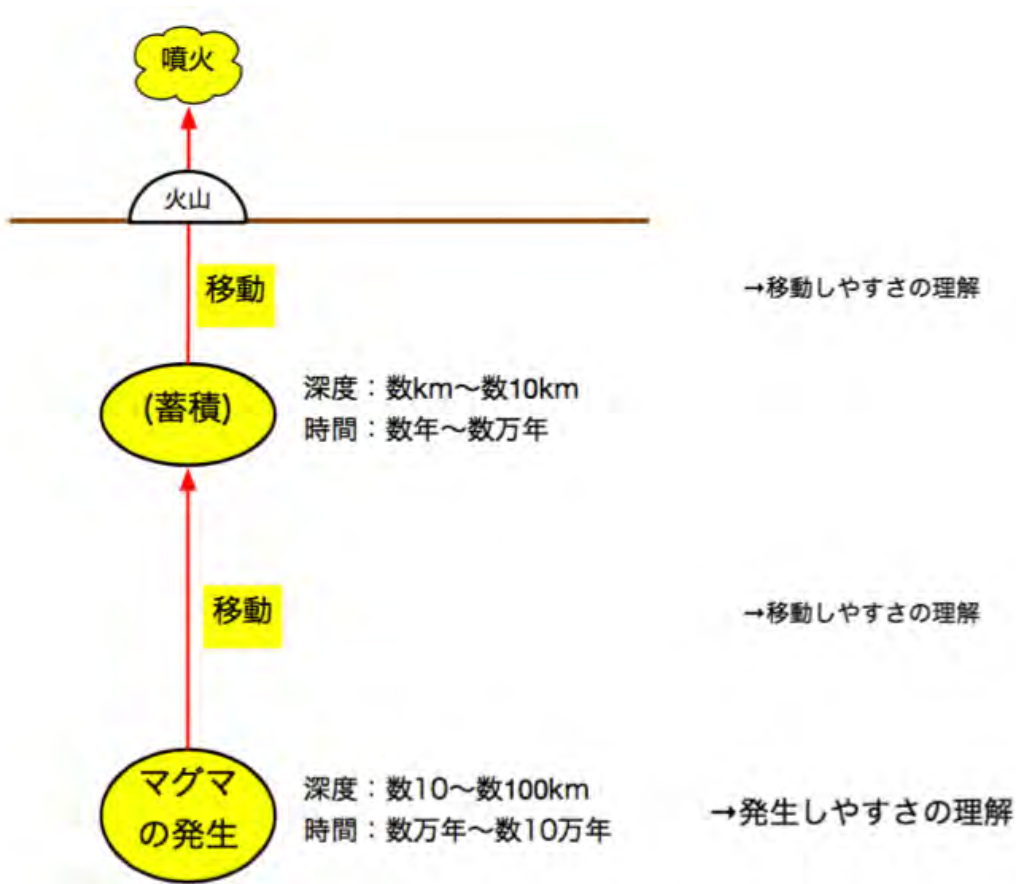 噴火
火山
移動
→移動しやすさの理解
(蓄積)
深度：数km〜数10km
時間：数年〜数万年
移動
→移動しやすさの理解
マグマ
の発生
深度：数10〜数100km
時間：数万年〜数10万年
→発生しやすさの理解